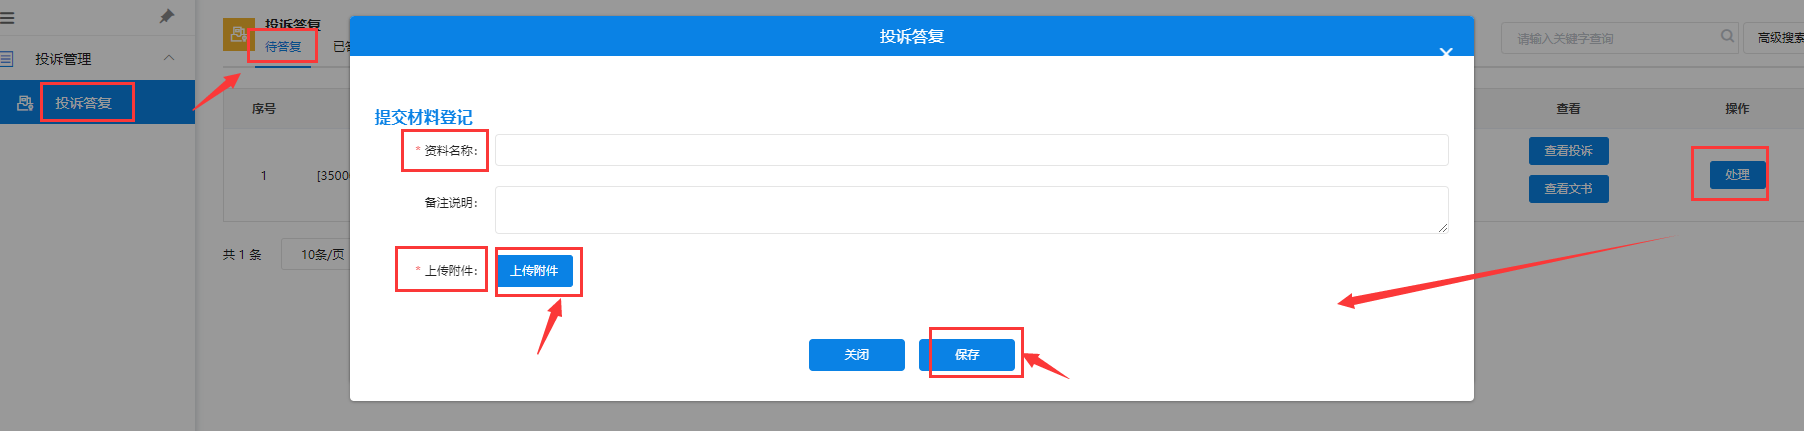 投诉管理
投诉答复
投诉答复
待答复
已答
请输入关键字查询
高级搜索
序号
查看
操作
1
[3500
查看投诉
查看文书
处理
共 1 条
10条/页
投诉答复
提交材料登记
* 资料名称:
备注说明:
* 上传附件:
上传附件
关闭
保存